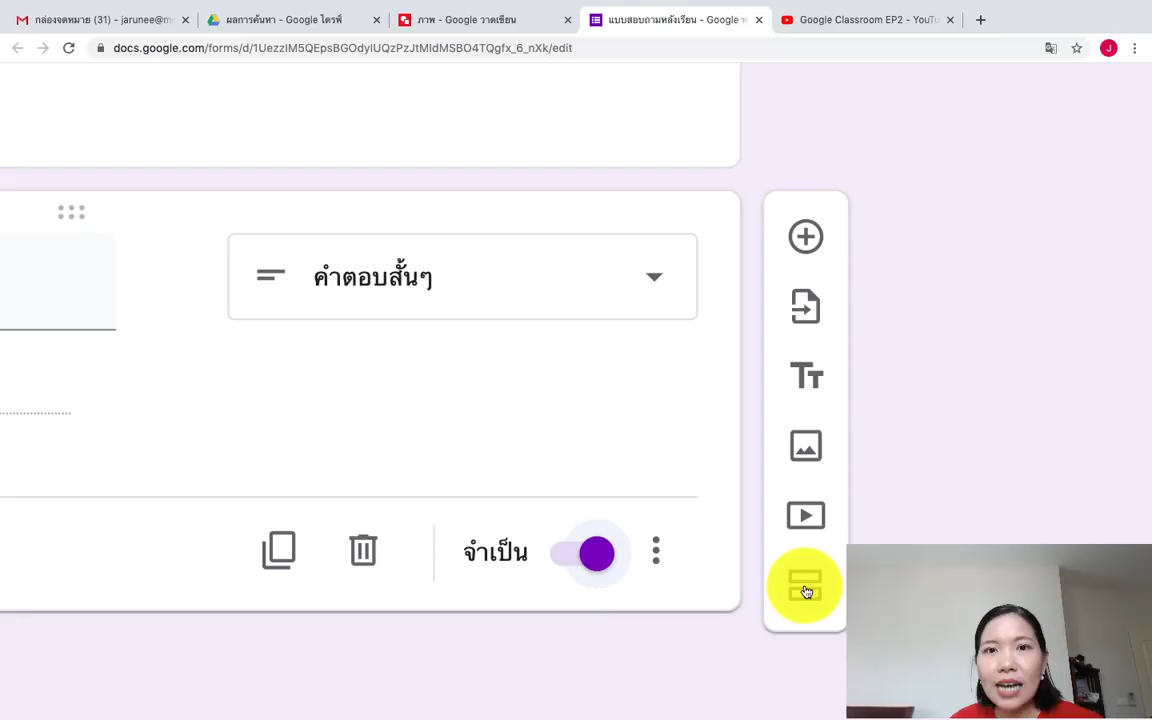 กล่องจดหมาย (31) - jarunee@m
ผลการค้นหา - Google ไดรฟ์
ภาพ - Google วาดเขียน
แบบสอบถามหลังเรียน - Google ฟ
Google Classroom EP2 - YouTu
docs.google.com/forms/d/1UezzIM5QEpsBGOdyIUQzPzJtMIdMSBO4TQgfx_6_nXk/edit
J
คำตอบสั้นๆ
Tт
จำเป็น